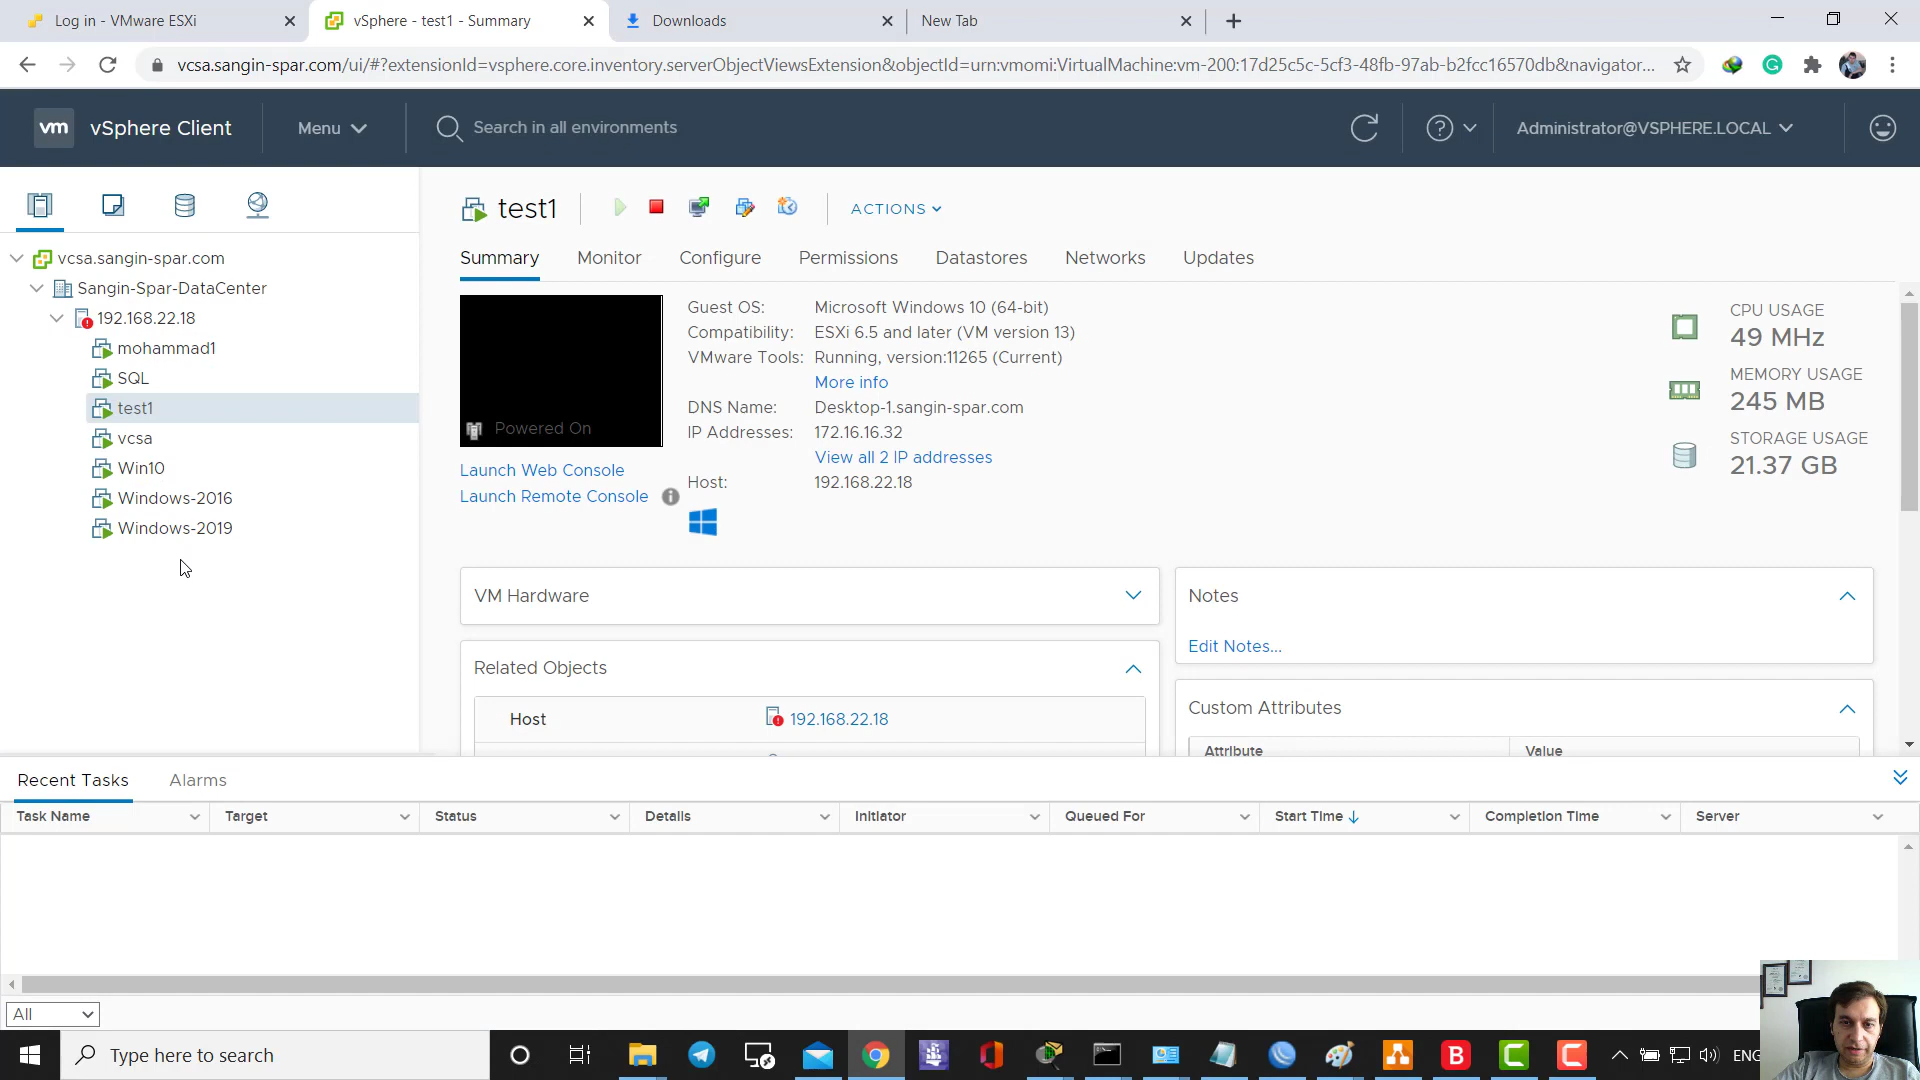 Log in - VMware ESXi
vSphere - test1 - Summary
Downloads
New Tab
vcsa.sangin-spar.com/ui/#?extensionId=vsphere.core.inventory.serverObjectViewsExtension&objectId=urn:vmomi:VirtualMachine:vm-200:17d25c5c-5cf3-48fb-97ab-b2fcc16570db&navigator...
vm vSphere Client
Menu
Search in all environments
Administrator@VSPHERE.LOCAL
vcsa.sangin-spar.com
Sangin-Spar-DataCenter
192.168.22.18
mohammad1
SQL
test1
vcsa
Win10
Windows-2016
Windows-2019
test1
ACTIONS
Summary Monitor Configure Permissions Datastores Networks Updates
Powered On
Launch Web Console
Launch Remote Console
Guest OS: Microsoft Windows 10 (64-bit)
Compatibility: ESXi 6.5 and later (VM version 13)
VMware Tools: Running, version:11265 (Current)
More info
DNS Name: Desktop-1.sangin-spar.com
IP Addresses: 172.16.16.32
View all 2 IP addresses
Host: 192.168.22.18
CPU USAGE
49 MHz
MEMORY USAGE
245 MB
STORAGE USAGE
21.37 GB
VM Hardware
Related Objects
Host 192.168.22.18
Notes
Edit Notes...
Custom Attributes
Attribute Value
Recent Tasks Alarms
Task Name Target Status Details Initiator Queued For Start Time Completion Time Server
All
Type here to search
ENG